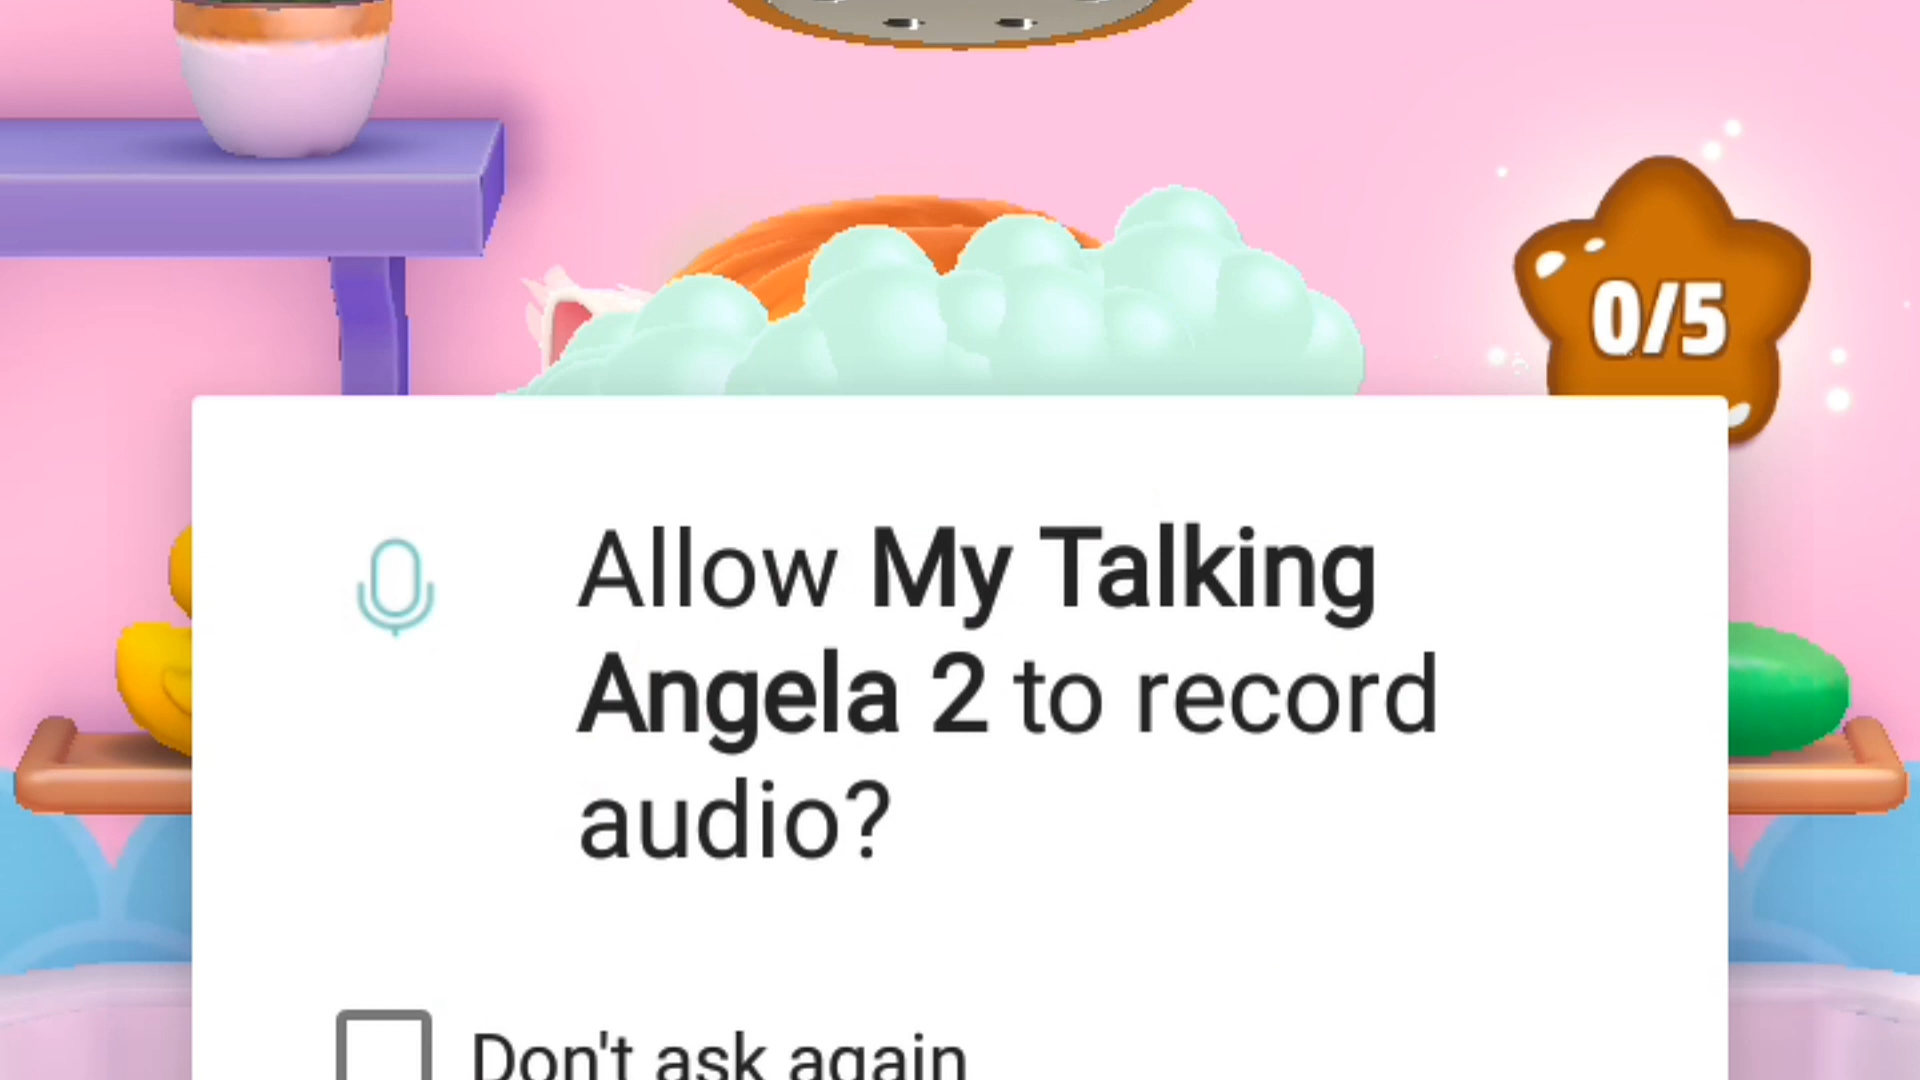 0/5
Allow My Talking
Angela 2 to record
audio?
Don't ask again